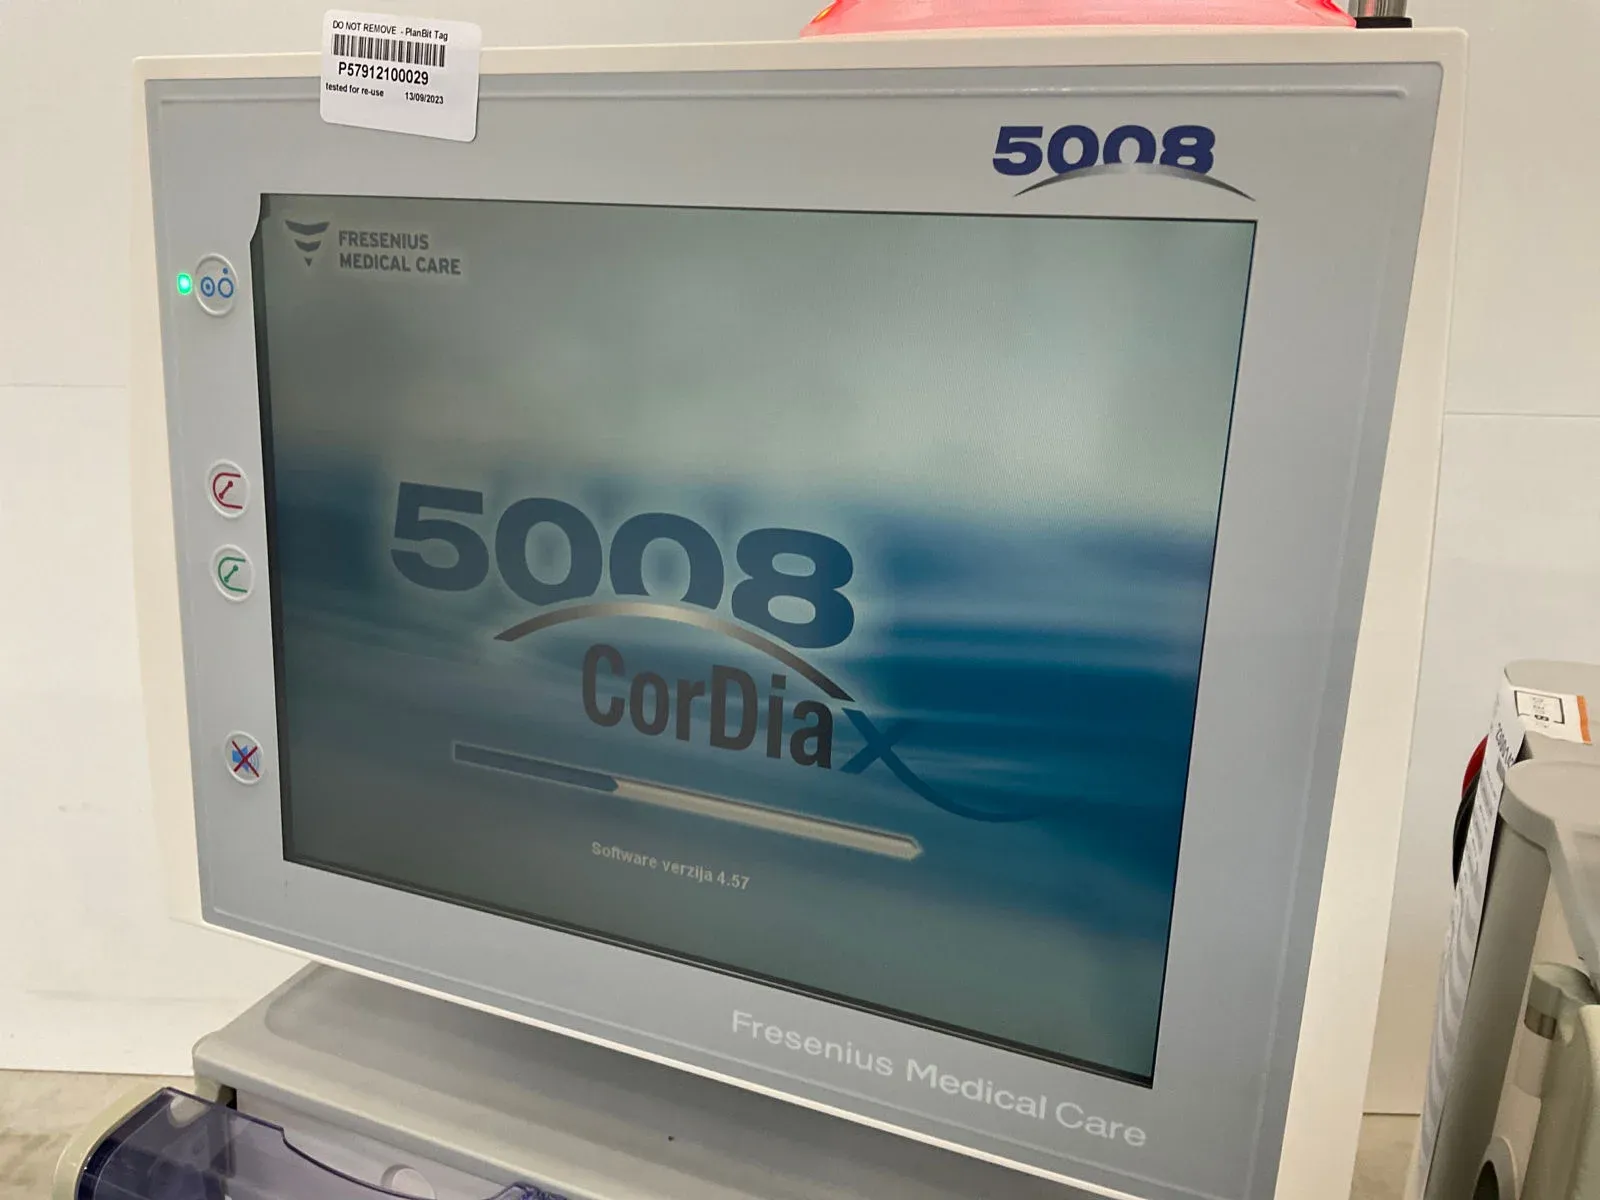 DO NOT REMOVE - PlanBit Tag
P57912100029
tested for re-use 13/09/2023
5008
FRESENIUS
MEDICAL CARE
5008
CorDiax
Software verzija 4.57
Fresenius Medical Care